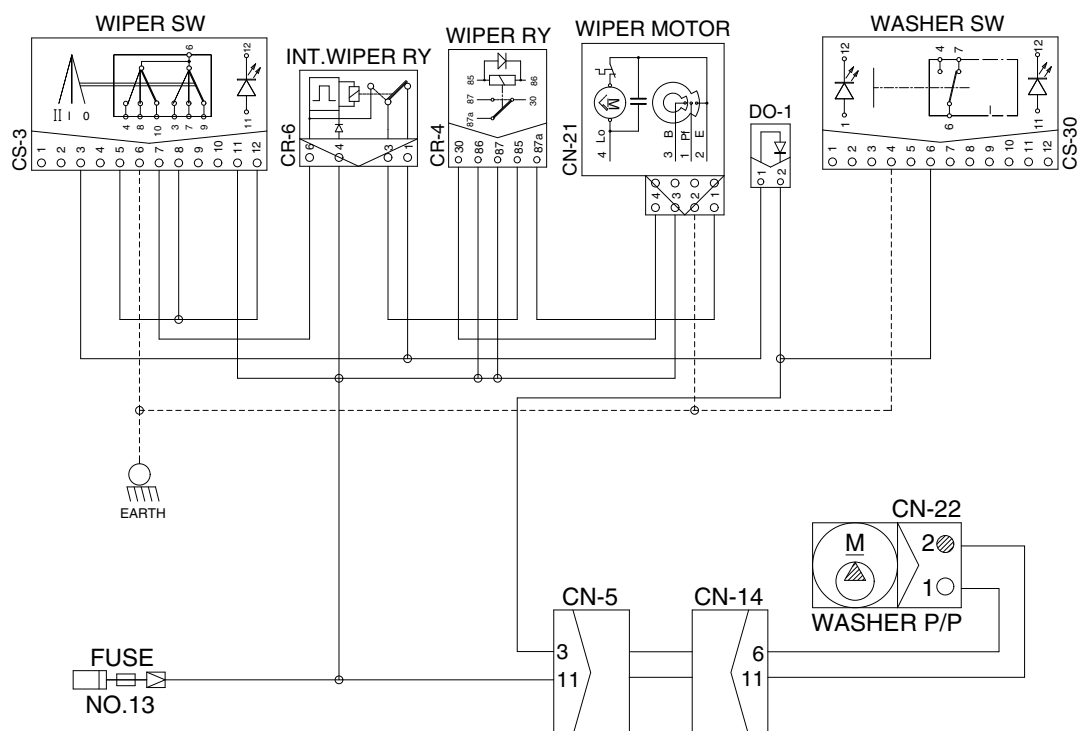 WIPER SW
INT.WIPER RY
WIPER RY
WIPER MOTOR
WASHER SW
DO-1
CS-3
CR-6
CR-4
CN-21
CS-30
II I 0
6
4 8 10 3 7 9
12
11
1 2 3 4 5 6 7 8 9 10 11 12
6 4 3 1
85 86
87 30
87a
30 86 87 85 87a
M
4 Lo
3 B
1 Pf
2 E
4 3 2 1
1 2
12
1
4 7
6
12
11
1 2 3 4 5 6 7 8 9 10 11 12
EARTH
CN-22
M
2
1
WASHER P/P
CN-5
CN-14
3
11
6
11
FUSE
NO.13